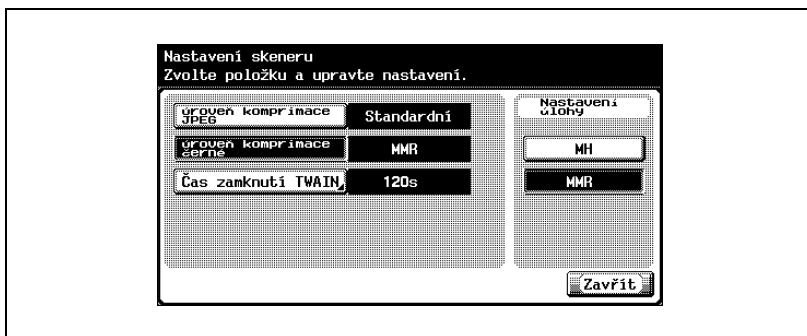 Nastavení skeneru
Zvolte položku a upravte nastavení.
úroveň komprimace
JPEG
Standardní
úroveň komprimace
černé
MMR
Čas zamknutí TWAIN
120s
Nastavení
úlohy
MH
MMR
Zavřít